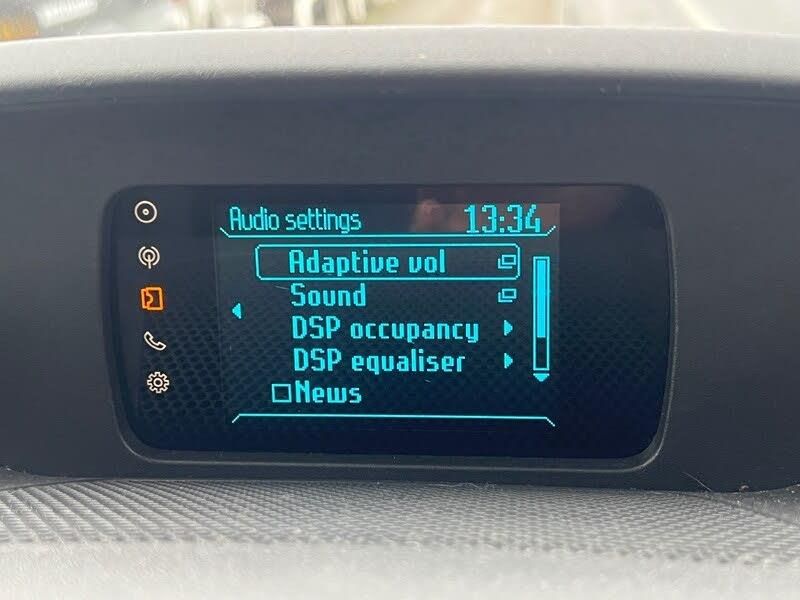 Audio settings 13:34
Adaptive vol
Sound
DSP occupancy
DSP equaliser
News